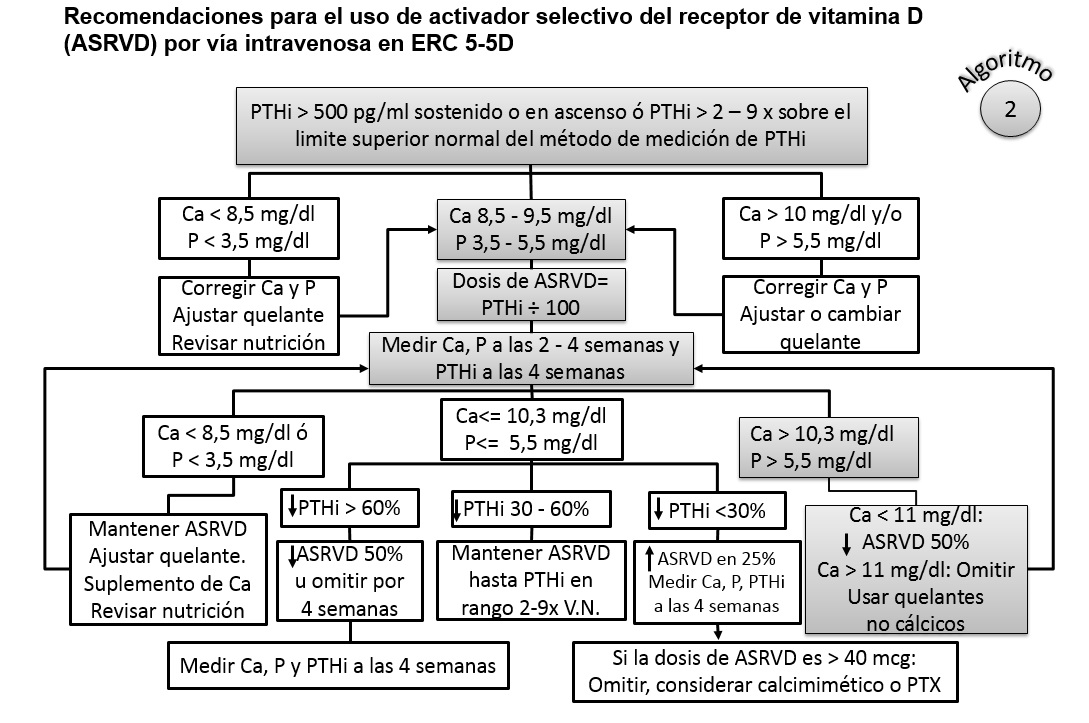 Recomendaciones para el uso de activador selectivo del receptor de vitamina D
(ASRVD) por vía intravenosa en ERC 5-5D
Algoritmo
2
PTHi > 500 pg/ml sostenido o en ascenso ó PTHi > 2 – 9 x sobre el
limite superior normal del método de medición de PTHi
Ca < 8,5 mg/dl
P < 3,5 mg/dl
Ca 8,5 - 9,5 mg/dl
P 3,5 - 5,5 mg/dl
Ca > 10 mg/dl y/o
P > 5,5 mg/dl
Corregir Ca y P
Ajustar quelante
Revisar nutrición
Dosis de ASRVD=
PTHi ÷ 100
Corregir Ca y P
Ajustar o cambiar
quelante
Medir Ca, P a las 2 - 4 semanas y
PTHi a las 4 semanas
Ca < 8,5 mg/dl ó
P < 3,5 mg/dl
Ca<= 10,3 mg/dl
P<= 5,5 mg/dl
Ca > 10,3 mg/dl
P > 5,5 mg/dl
↓PTHi > 60%
↓PTHi 30 - 60%
↓ PTHi <30%
Mantener ASRVD
Ajustar quelante.
Suplemento de Ca
Revisar nutrición
↓ASRVD 50%
u omitir por
4 semanas
Mantener ASRVD
hasta PTHi en
rango 2-9x V.N.
↑ ASRVD en 25%
Medir Ca, P, PTHi
a las 4 semanas
Ca < 11 mg/dl:
↓ ASRVD 50%
Ca > 11 mg/dl: Omitir
Usar quelantes
no cálcicos
Medir Ca, P y PTHi a las 4 semanas
Si la dosis de ASRVD es > 40 mcg:
Omitir, considerar calcimimético o PTX